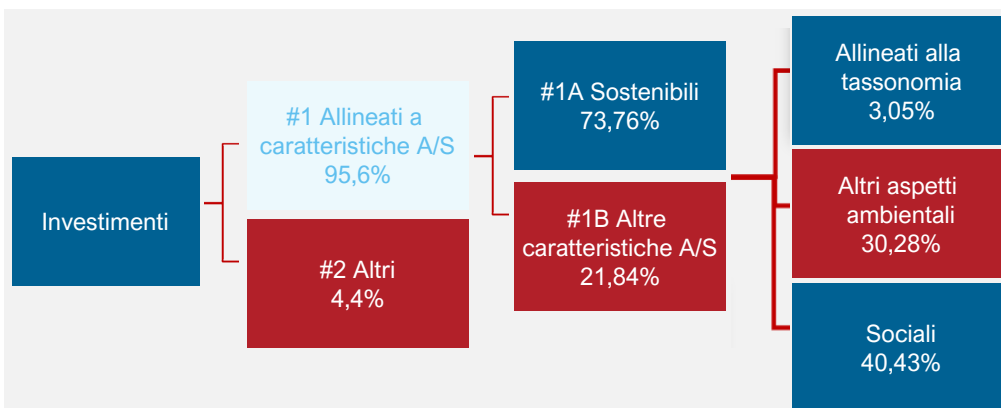 Investimenti
#1 Allineati a
caratteristiche A/S
95,6%
#2 Altri
4,4%
#1A Sostenibili
73,76%
#1B Altre
caratteristiche A/S
21,84%
Allineati alla
tassonomia
3,05%
Altri aspetti
ambientali
30,28%
Sociali
40,43%